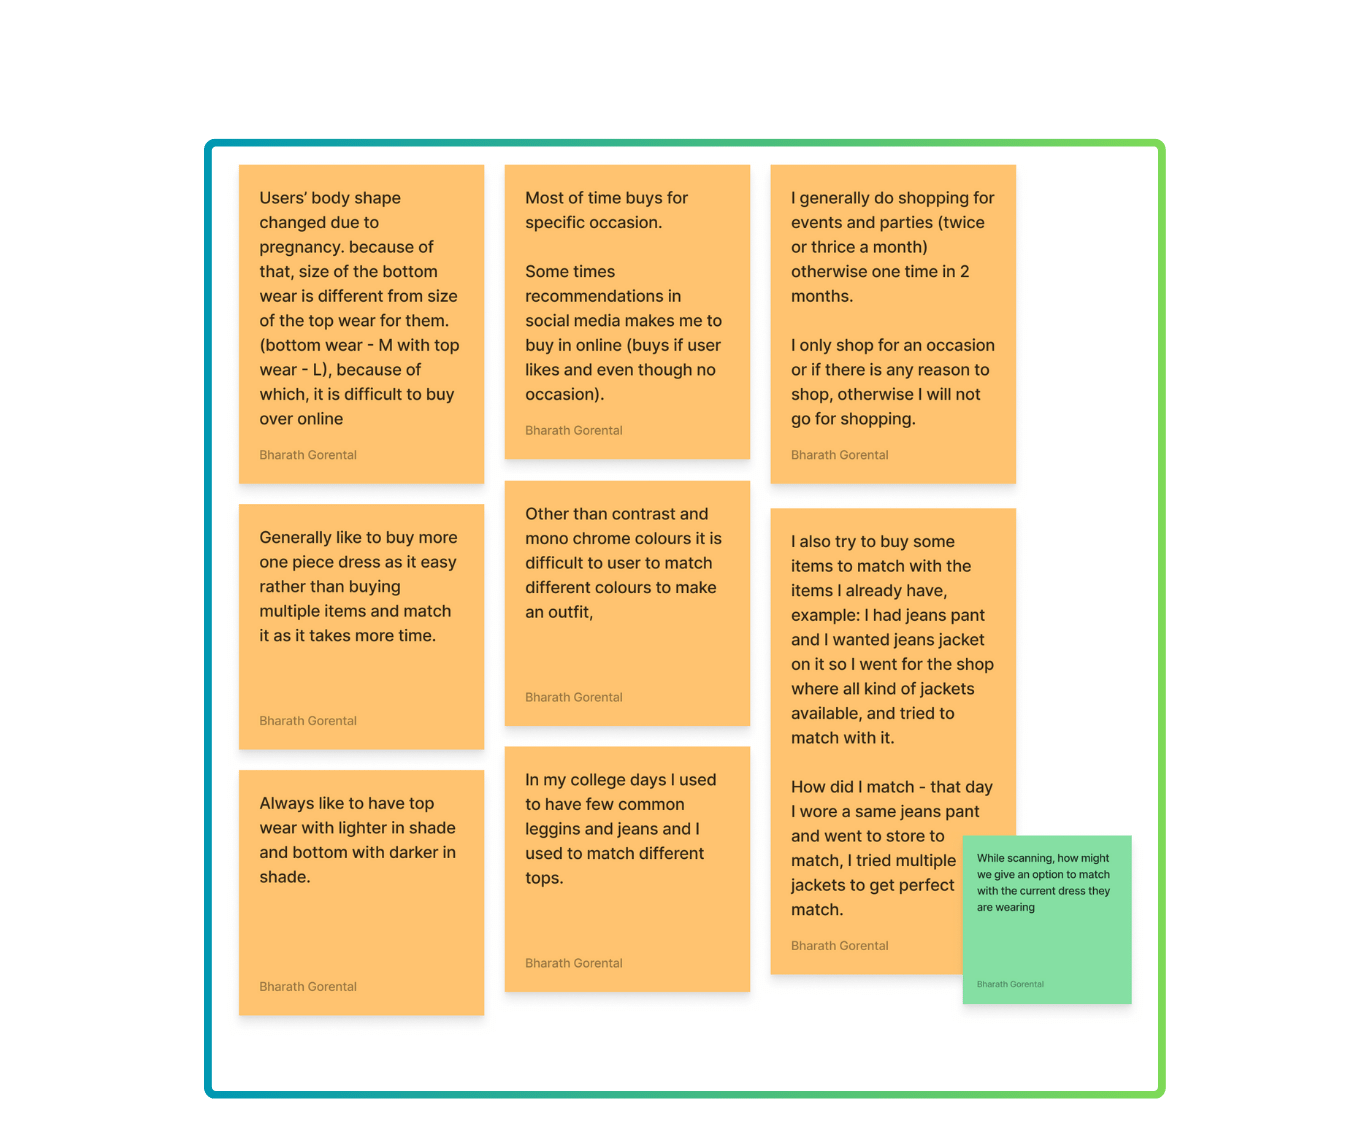 Users’ body shape
changed due to
pregnancy. because of
that, size of the bottom
wear is different from size
of the top wear for them.
(bottom wear - M with top
wear - L), because of
which, it is difficult to buy
over online
Bharath Gorental
Generally like to buy more
one piece dress as it easy
rather than buying
multiple items and match
it as it takes more time.
Bharath Gorental
Always like to have top
wear with lighter in shade
and bottom with darker in
shade.
Bharath Gorental
Most of time buys for
specific occasion.
Some times
recommendations in
social media makes me to
buy in online (buys if user
likes and even though no
occasion).
Bharath Gorental
Other than contrast and
mono chrome colours it is
difficult to user to match
different colours to make
an outfit,
Bharath Gorental
In my college days I used
to have few common
leggins and jeans and I
used to match different
tops.
Bharath Gorental
I generally do shopping for
events and parties (twice
or thrice a month)
otherwise one time in 2
months.
I only shop for an occasion
or if there is any reason to
shop, otherwise I will not
go for shopping.
Bharath Gorental
I also try to buy some
items to match with the
items I already have,
example: I had jeans pant
and I wanted jeans jacket
on it so I went for the shop
where all kind of jackets
available, and tried to
match with it.
How did I match - that day
I wore a same jeans pant
and went to store to
match, I tried multiple
jackets to get perfect
match.
Bharath Gorental
While scanning, how might
we give an option to match
with the current dress they
are wearing
Bharath Gorental